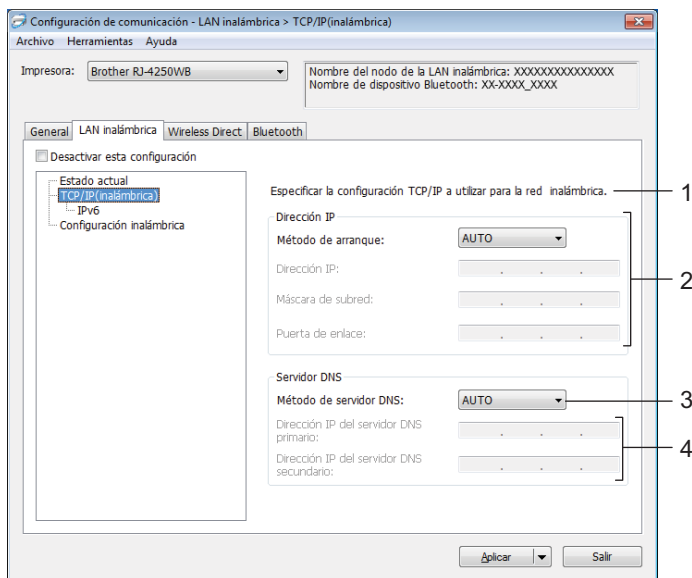 Configuración de comunicación - LAN inalámbrica > TCP/IP(inalámbrica)
Archivo Herramientas Ayuda
Impresora: Brother RJ-4250WB
Nombre del nodo de la LAN inalámbrica: XXXXXXXXXXXXXXX
Nombre de dispositivo Bluetooth: XX-XXXX_XXXX
General LAN inalámbrica Wireless Direct Bluetooth
Desactivar esta configuración
Estado actual
TCP/IP(inalámbrica)
IPv6
Configuración inalámbrica
Especificar la configuración TCP/IP a utilizar para la red inalámbrica. 1
Dirección IP
Método de arranque: AUTO
Dirección IP: . . .
2
Máscara de subred: . . .
Puerta de enlace: . . .
Servidor DNS
Método de servidor DNS: AUTO 3
Dirección IP del servidor DNS
primario: . . .
4
Dirección IP del servidor DNS
secundario: . . .
Aplicar Salir